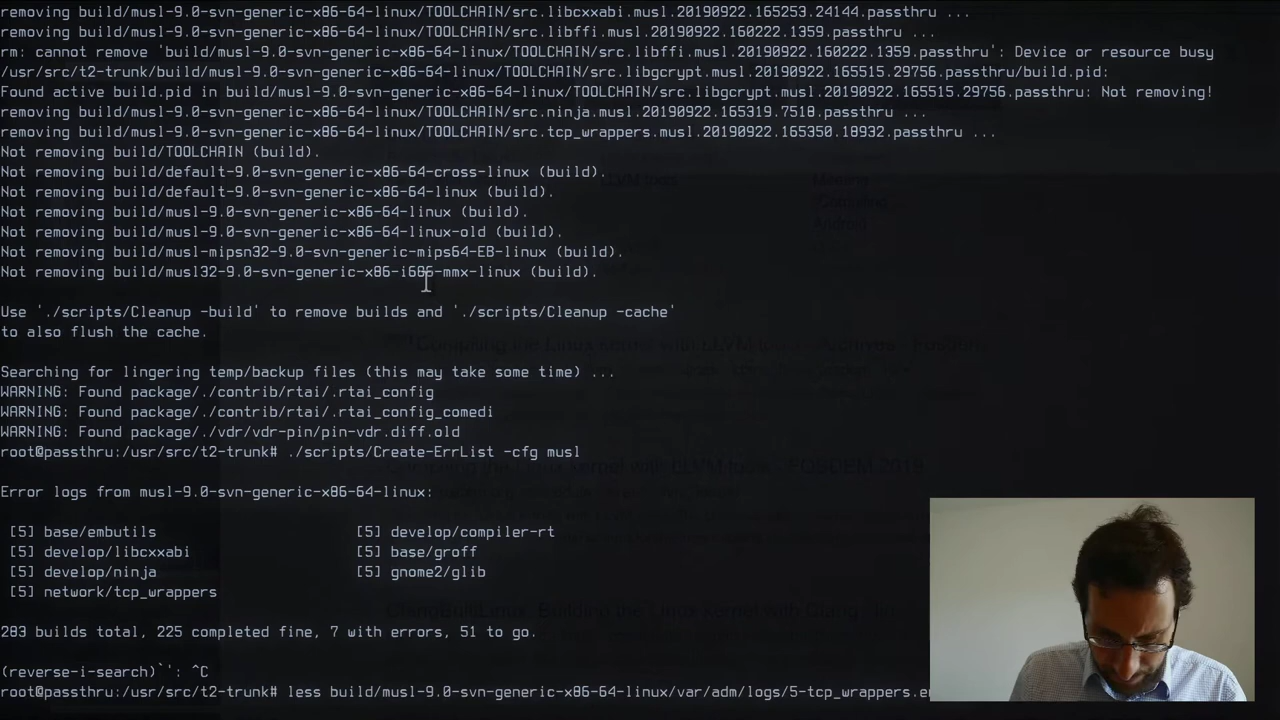 removing build/musl-9.0-svn-generic-x86-64-linux/TOOLCHAIN/src.libcxxabi.musl.20190922.165253.24144.passthru ...
removing build/musl-9.0-svn-generic-x86-64-linux/TOOLCHAIN/src.libffi.musl.20190922.160222.1359.passthru ...
rm: cannot remove 'build/musl-9.0-svn-generic-x86-64-linux/TOOLCHAIN/src.libffi.musl.20190922.160222.1359.passthru': Device or resource busy
/usr/src/t2-trunk/build/musl-9.0-svn-generic-x86-64-linux/TOOLCHAIN/src.libgcrypt.musl.20190922.165515.29756.passthru/build.pid:
Found active build.pid in build/musl-9.0-svn-generic-x86-64-linux/TOOLCHAIN/src.libgcrypt.musl.20190922.165515.29756.passthru: Not removing!
removing build/musl-9.0-svn-generic-x86-64-linux/TOOLCHAIN/src.ninja.musl.20190922.165319.7518.passthru ...
removing build/musl-9.0-svn-generic-x86-64-linux/TOOLCHAIN/src.tcp_wrappers.musl.20190922.165350.18932.passthru ...
Not removing build/TOOLCHAIN (build).
Not removing build/default-9.0-svn-generic-x86-64-cross-linux (build).
Not removing build/default-9.0-svn-generic-x86-64-linux (build).
Not removing build/musl-9.0-svn-generic-x86-64-linux (build).
Not removing build/musl-9.0-svn-generic-x86-64-linux-old (build).
Not removing build/musl-mipsn32-9.0-svn-generic-mips64-EB-linux (build).
Not removing build/musl32-9.0-svn-generic-x86-i686-mmx-linux (build).
Use './scripts/Cleanup -build' to remove builds and './scripts/Cleanup -cache'
to also flush the cache.
Searching for lingering temp/backup files (this may take some time) ...
WARNING: Found package/./contrib/rtai/.rtai_config
WARNING: Found package/./contrib/rtai/.rtai_config_comedi
WARNING: Found package/./vdr/vdr-pin/pin-vdr.diff.old
root@passthru:/usr/src/t2-trunk# ./scripts/Create-ErrList -cfg musl
Error logs from musl-9.0-svn-generic-x86-64-linux:
[5] base/embutils [5] develop/compiler-rt
[5] develop/libcxxabi [5] base/groff
[5] develop/ninja [5] gnome2/glib
[5] network/tcp_wrappers
283 builds total, 225 completed fine, 7 with errors, 51 to go.
(reverse-i-search)`': ^C
root@passthru:/usr/src/t2-trunk# less build/musl-9.0-svn-generic-x86-64-linux/var/adm/logs/5-tcp_wrappers.e